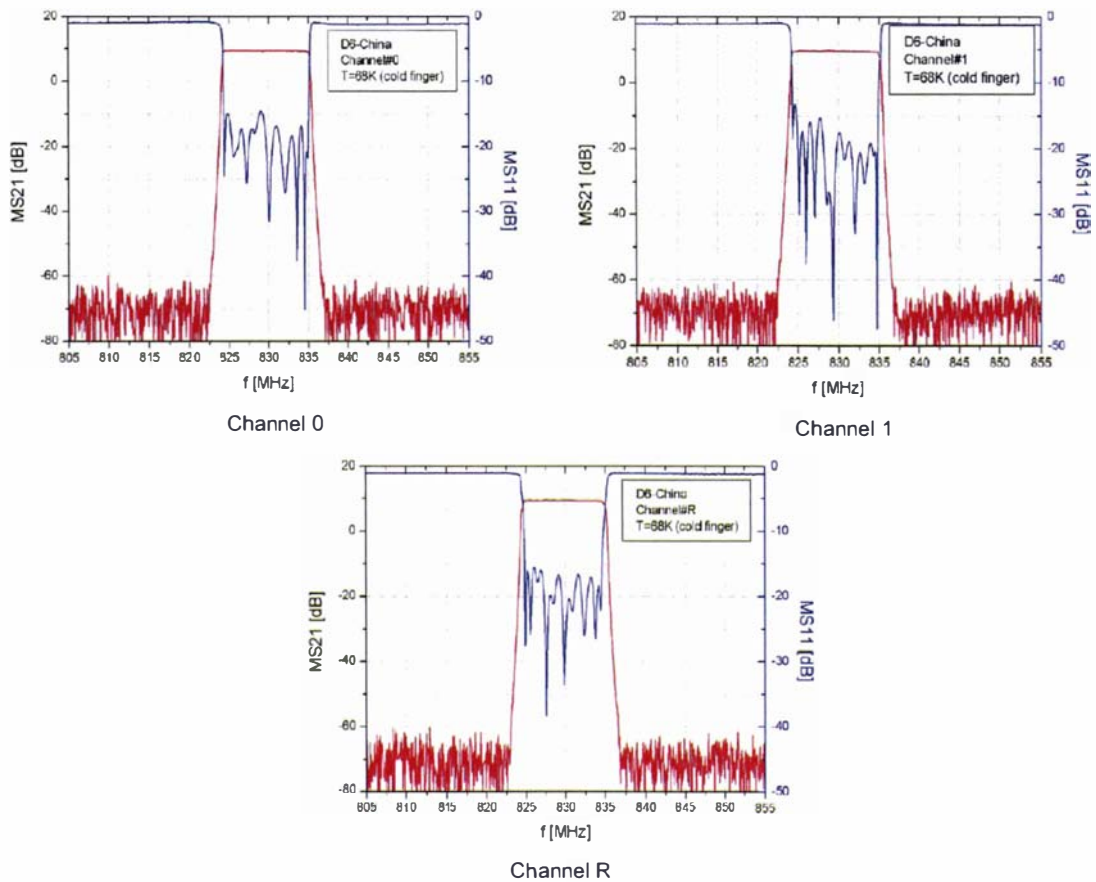 20
0
-20
-40
-60
-80
MS21 [dB]
0
-10
-20
-30
-40
-50
MS11 [dB]
D6-China
Channel#0
T=68K (cold finger)
805 810 815 820 825 830 835 840 845 850 855
f [MHz]
Channel 0
20
0
-20
-40
-60
-80
MS21 [dB]
0
-10
-20
-30
-40
-50
MS11 [dB]
D6-China
Channel#1
T=68K (cold finger)
805 810 815 820 825 830 835 840 845 850 855
f [MHz]
Channel 1
20
0
-20
-40
-60
-80
MS21 [dB]
0
-10
-20
-30
-40
-50
MS11 [dB]
D6-China
Channel#R
T=68K (cold finger)
805 810 815 820 825 830 835 840 845 850 855
f [MHz]
Channel R